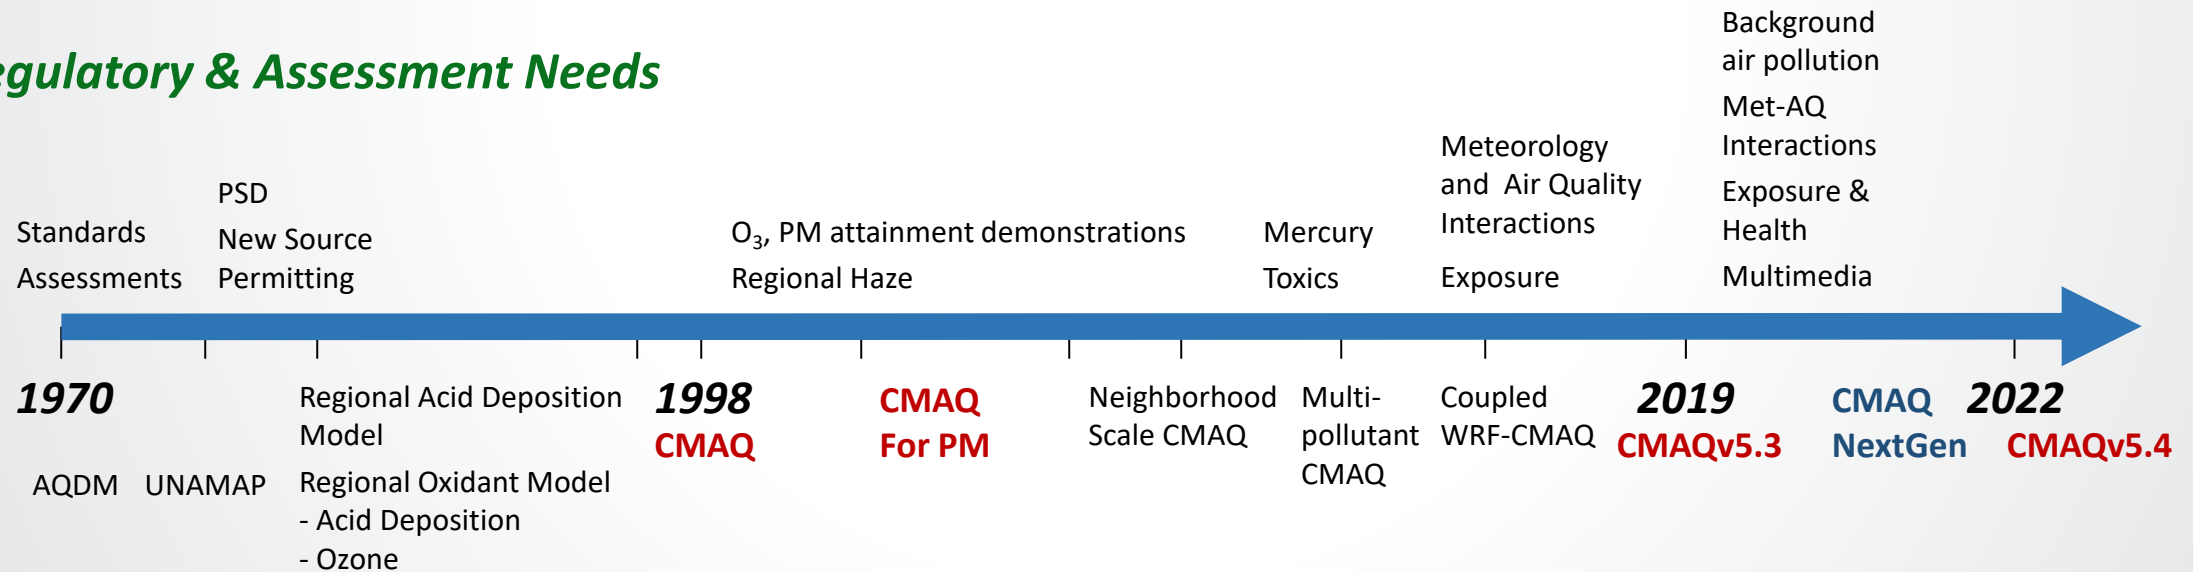 egulatory & Assessment Needs
Standards
Assessments
PSD
New Source
Permitting
O₃, PM attainment demonstrations
Regional Haze
Mercury
Toxics
Meteorology
and Air Quality
Interactions
Exposure
Background
air pollution
Met-AQ
Interactions
Exposure &
Health
Multimedia
1970
AQDM
UNAMAP
Regional Acid Deposition
Model
Regional Oxidant Model
- Acid Deposition
- Ozone
1998
CMAQ
CMAQ
For PM
Neighborhood
Scale CMAQ
Multi-
pollutant
CMAQ
Coupled
WRF-CMAQ
2019
CMAQv5.3
CMAQ
NextGen
2022
CMAQv5.4